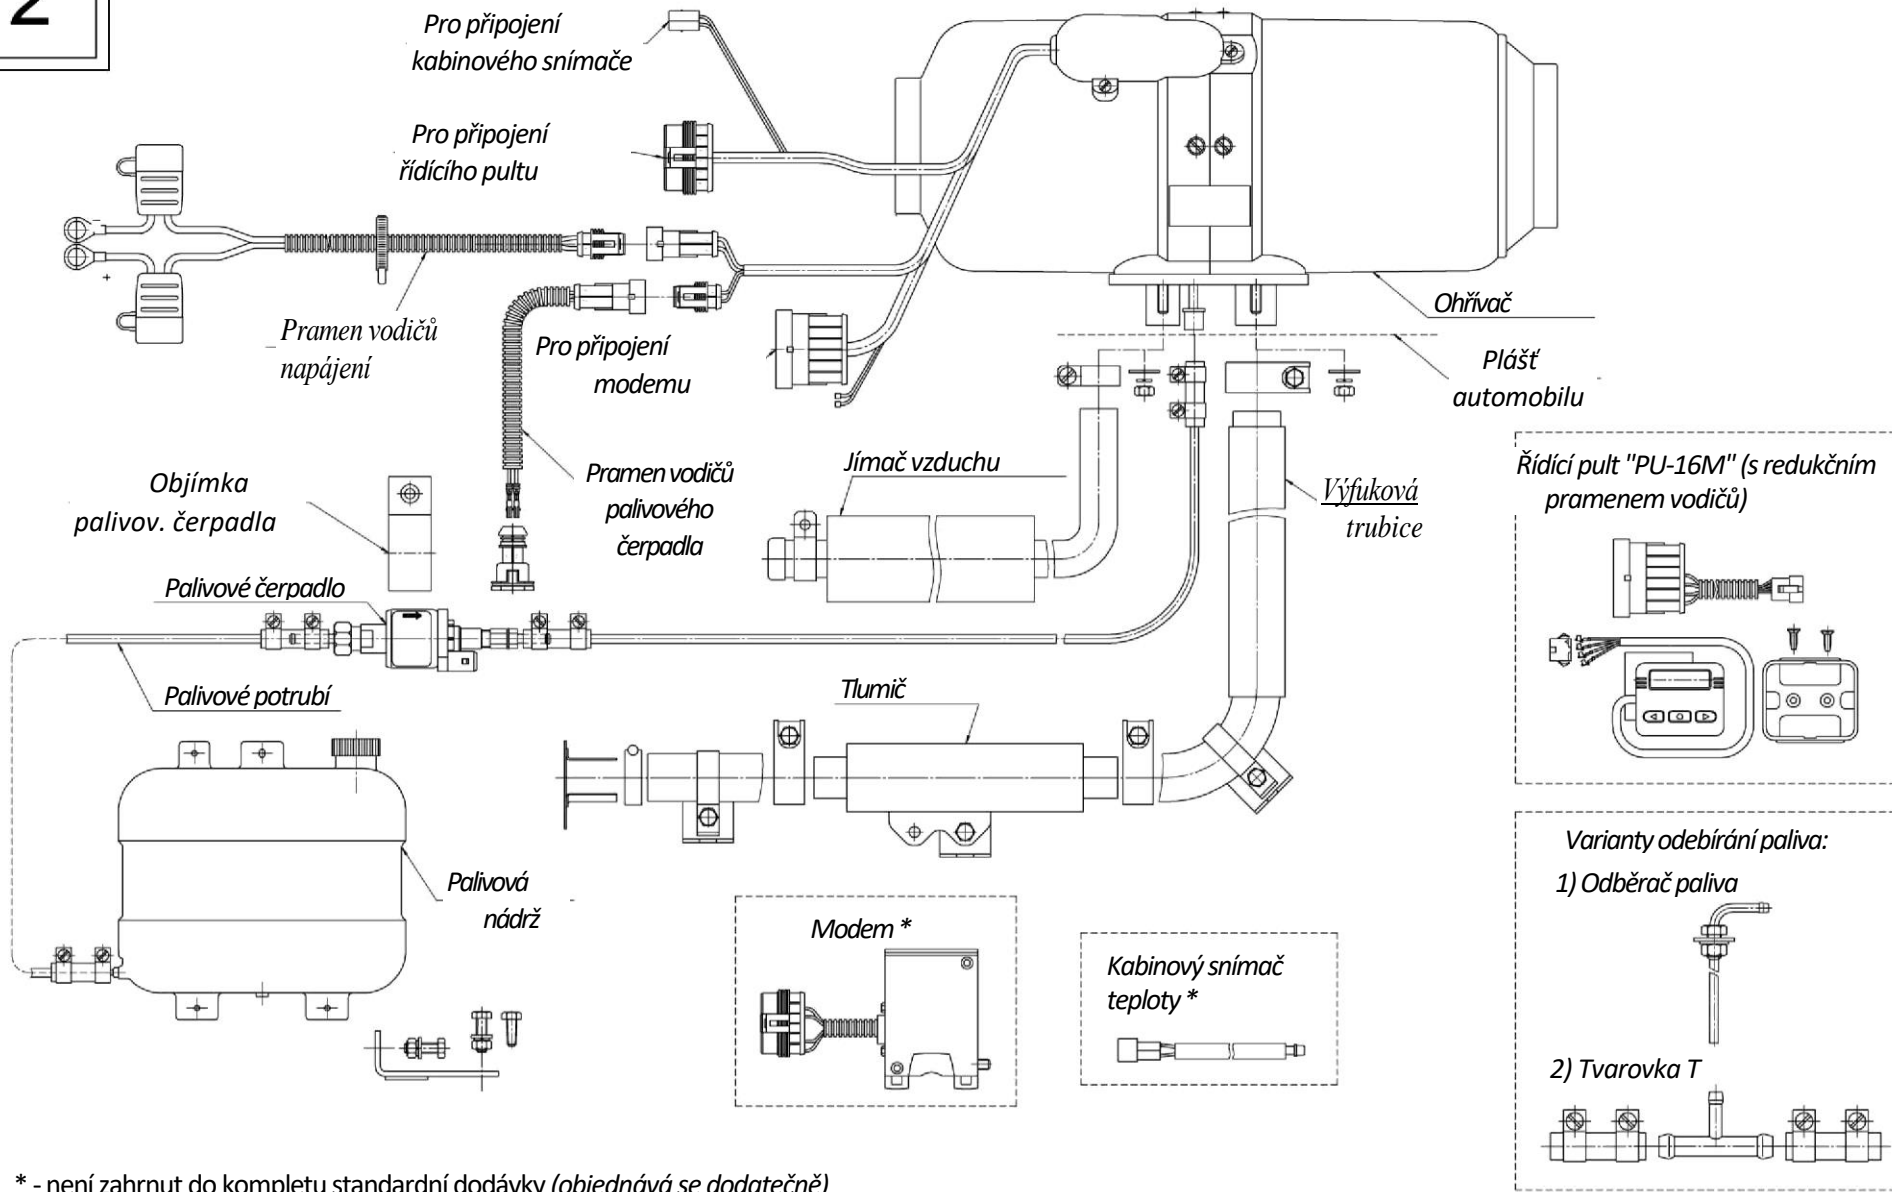 2
Pro připojení
kabinového snímače
Pro připojení
řídícího pultu
-
+
Pramen vodičů
napájení
Pro připojení
modemu
Ohřívač
Plášť
automobilu
Objímka
palivov. čerpadla
Pramen vodičů
palivového
čerpadla
Jímač vzduchu
Výfuková
trubice
Řídící pult "PU-16M" (s redukčním
pramenem vodičů)
Palivové čerpadlo
Palivové potrubí
Tlumič
Palivová
nádrž
Modem *
Kabinový snímač
teploty *
Varianty odebírání paliva:
1) Odběrač paliva
2) Tvarovka T
* - není zahrnut do kompletu standardní dodávky (objednává se dodatečně)